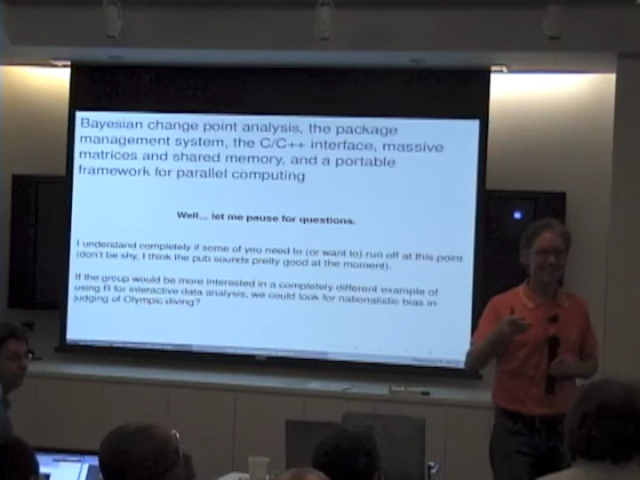 Bayesian change point analysis, the package
management system, the C/C++ interface, massive
matrices and shared memory, and a portable
framework for parallel computing
Well... let me pause for questions.
I understand completely if some of you need to (or want to) run off at this point
(don't be shy, I think the pub sounds pretty good at the moment).
If the group would be more interested in a completely different example of
using R for interactive data analysis, we could look for nationalistic bias in
judging of Olympic diving?